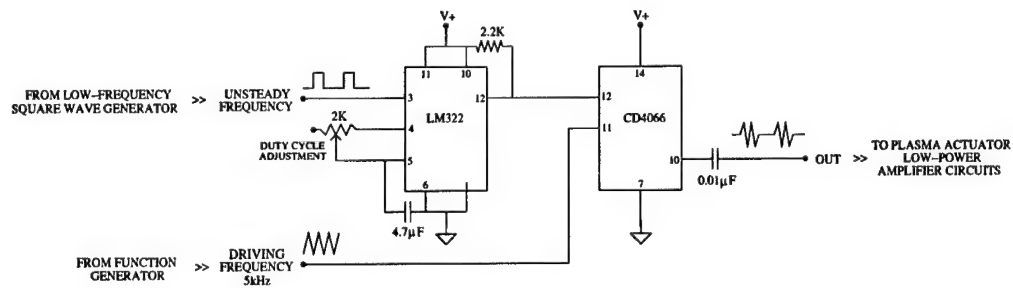 V+
2.2K
V+
11
10
14
FROM LOW–FREQUENCY
SQUARE WAVE GENERATOR
>>
UNSTEADY
FREQUENCY
3
12
12
LM322
CD4066
2K
4
11
DUTY CYCLE
ADJUSTMENT
5
10
OUT
>>
TO PLASMA ACTUATOR
LOW–POWER
AMPLIFIER CIRCUITS
0.01µF
6
1
7
4.7µF
FROM FUNCTION
GENERATOR
>>
DRIVING
FREQUENCY
5kHz